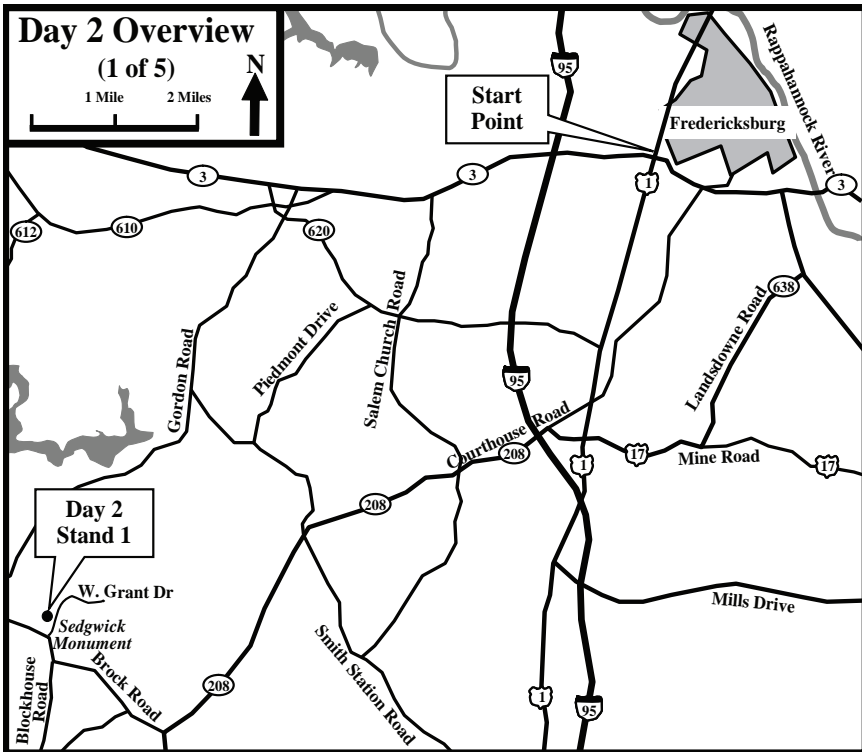 Day 2 Overview
(1 of 5)
N
1 Mile
2 Miles
95
Start
Point
Fredericksburg
Rappahannock River
3
3
1
3
612
610
620
638
Gordon Road
Piedmont Drive
Salem Church Road
Landsdowne Road
95
Courthouse Road
208
1
17
Mine Road
17
208
Day 2
Stand 1
W. Grant Dr
Sedgwick
Monument
Mills Drive
Blockhouse
Road
Brock Road
Smith Station Road
208
1
95